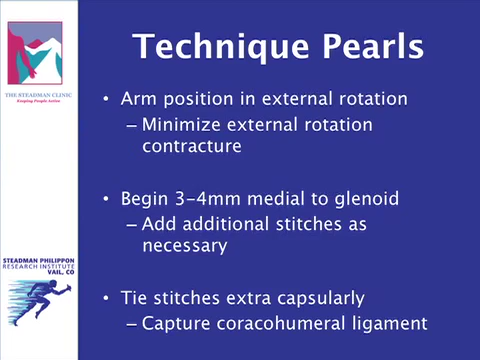 Technique Pearls
• Arm position in external rotation
– Minimize external rotation
contracture
• Begin 3-4mm medial to glenoid
– Add additional stitches as
necessary
• Tie stitches extra capsularly
– Capture coracohumeral ligament
THE STEADMAN CLINIC
Keeping People Active
STEADMAN PHILIPPON
RESEARCH INSTITUTE
VAIL, CO